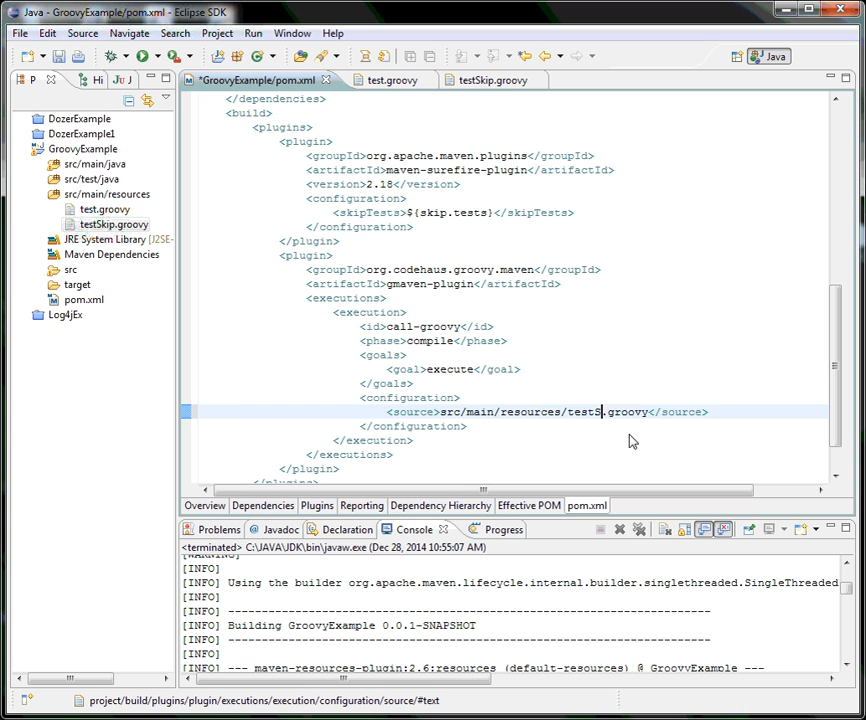 Java - GroovyExample/pom.xml - Eclipse SDK
File Edit Source Navigate Search Project Run Window Help
Java
P Hi Ju J
*GroovyExample/pom.xml test.groovy testSkip.groovy
DozerExample
DozerExample1
GroovyExample
src/main/java
src/test/java
src/main/resources
test.groovy
testSkip.groovy
JRE System Library [J2SE-
Maven Dependencies
src
target
pom.xml
Log4jEx
</dependencies>
<build>
<plugins>
<plugin>
<groupId>org.apache.maven.plugins</groupId>
<artifactId>maven-surefire-plugin</artifactId>
<version>2.18</version>
<configuration>
<skipTests>${skip.tests}</skipTests>
</configuration>
</plugin>
<plugin>
<groupId>org.codehaus.groovy.maven</groupId>
<artifactId>gmaven-plugin</artifactId>
<executions>
<execution>
<id>call-groovy</id>
<phase>compile</phase>
<goals>
<goal>execute</goal>
</goals>
<configuration>
<source>src/main/resources/testS.groovy</source>
</configuration>
</execution>
</executions>
</plugin>
</plugins>
Overview Dependencies Plugins Reporting Dependency Hierarchy Effective POM pom.xml
Problems Javadoc Declaration Console Progress
<terminated> C:\JAVA\JDK\bin\javaw.exe (Dec 28, 2014 10:55:07 AM)
[WARNING]
[INFO]
[INFO] Using the builder org.apache.maven.lifecycle.internal.builder.singlethreaded.SingleThreaded
[INFO]
[INFO] ------------------------------------------------------------------------
[INFO] Building GroovyExample 0.0.1-SNAPSHOT
[INFO] ------------------------------------------------------------------------
[INFO]
[INFO] --- maven-resources-plugin:2.6:resources (default-resources) @ GroovyExample ---
project/build/plugins/plugin/executions/execution/configuration/source/#text